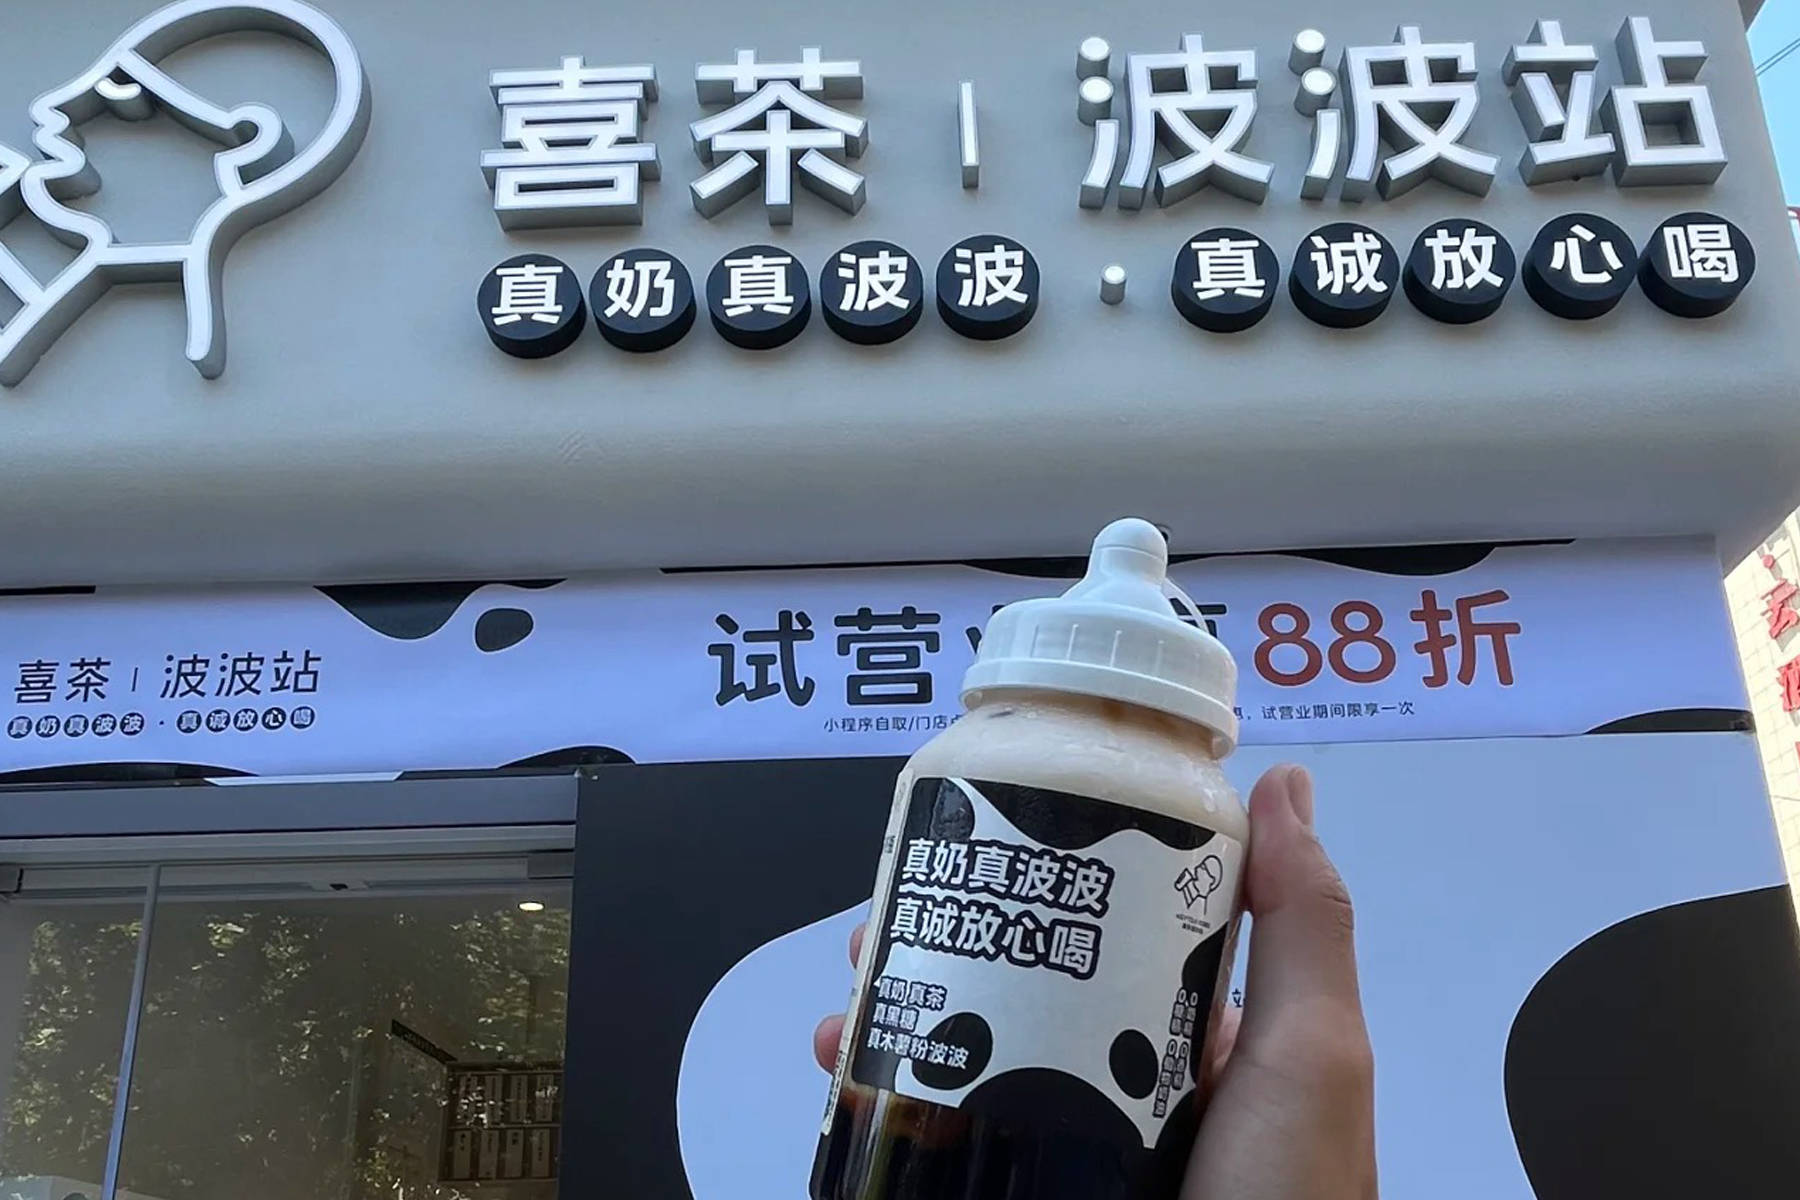 喜茶 | 波波站
真奶真波波 · 真诚放心喝
试营 88折
喜茶 | 波波站
真奶真波波 · 真诚放心喝
小程序自取/门店
,试营业期间限享一次
真奶真波波
真诚放心喝
真奶 真茶
真黑糖
真木薯粉波波